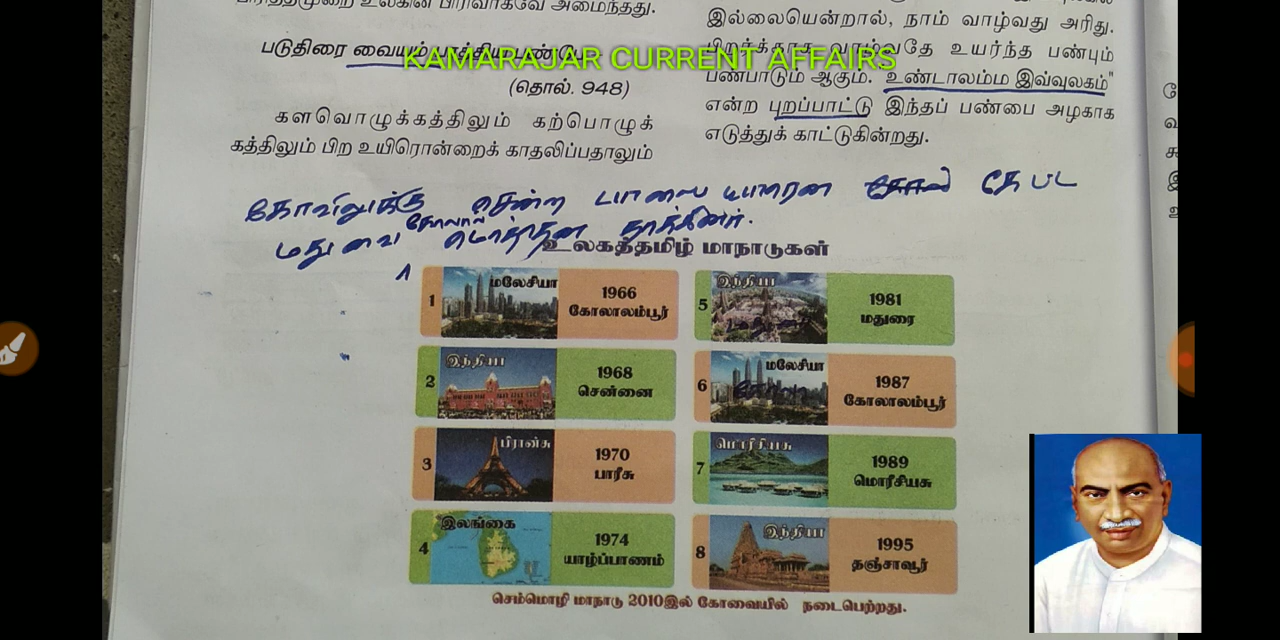 KAMARAJAR CURRENT AFFAIRS
படுதிரை வையம்
(தொல். 948)
களவொழுக்கத்திலும் கற்பொழுக்
கத்திலும் பிற உயிரொன்றைக் காதலிப்பதாலும்
இல்லையென்றால், நாம் வாழ்வது அரிது.
உயர்ந்த பண்பும்
பண்பாடும் ஆகும். உண்டாலம்ம இவ்வுலகம்"
என்ற புறப்பாட்டு இந்தப் பண்பை அழகாக
எடுத்துக் காட்டுகின்றது.
கோவிலுக்கு சென்ற
உலகத்தமிழ் மாநாடுகள்
1
மலேசியா
1966
கோலாலம்பூர்
2
இந்தியா
1968
சென்னை
3
பிரான்சு
1970
பாரீசு
4
இலங்கை
1974
யாழ்ப்பாணம்
5
இந்தியா
1981
மதுரை
6
மலேசியா
1987
கோலாலம்பூர்
7
மொரீசியசு
1989
மொரீசியசு
8
இந்தியா
1995
தஞ்சாவூர்
செம்மொழி மாநாடு 2010இல் கோவையில் நடைபெற்றது.